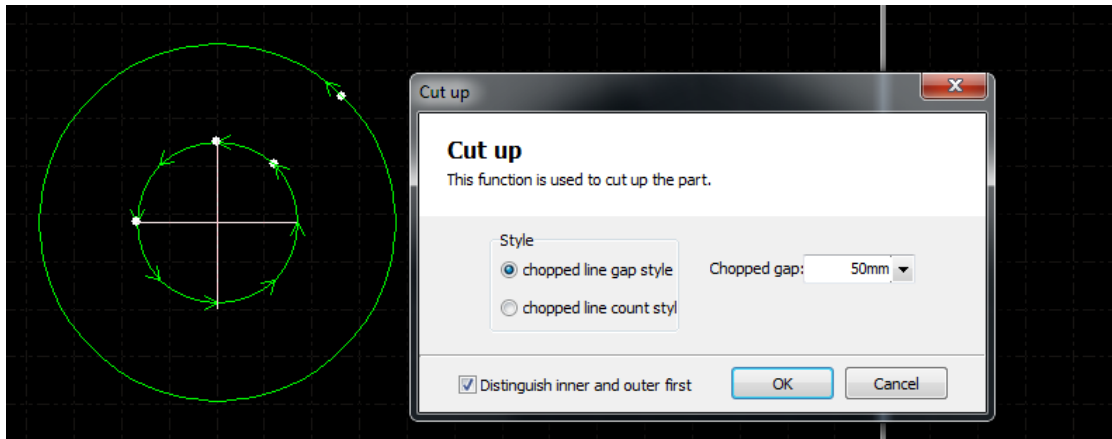 Cut up
Cut up
This function is used to cut up the part.
Style
chopped line gap style
Chopped gap: 50mm
chopped line count styl
Distinguish inner and outer first
OK
Cancel